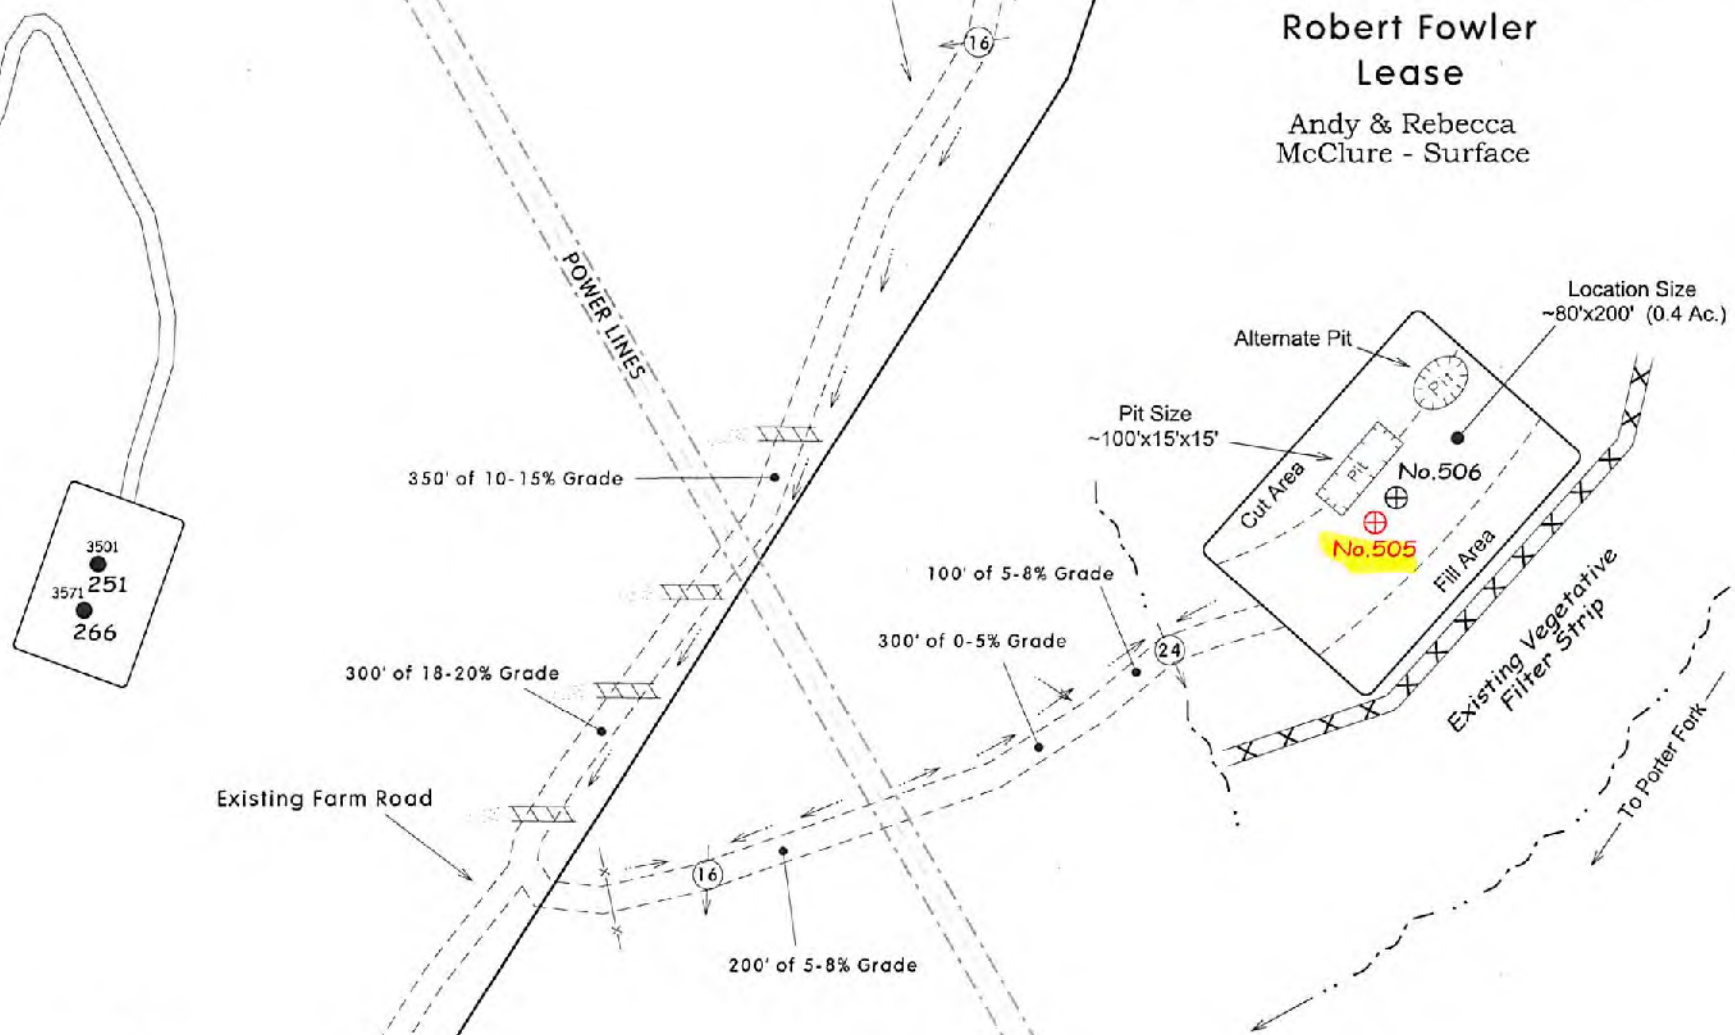 16
Robert Fowler
Lease
Andy & Rebecca
McClure - Surface
POWER LINES
Location Size
~80'x200' (0.4 Ac.)
Alternate Pit
Pit
Pit Size
~100'x15'x15'
Pit
Cut Area
No.506
No.505
Fill Area
350' of 10-15% Grade
3501
251
3571
266
100' of 5-8% Grade
300' of 0-5% Grade
24
300' of 18-20% Grade
Existing Vegetative
Filter Strip
To Porter Fork
Existing Farm Road
16
200' of 5-8% Grade